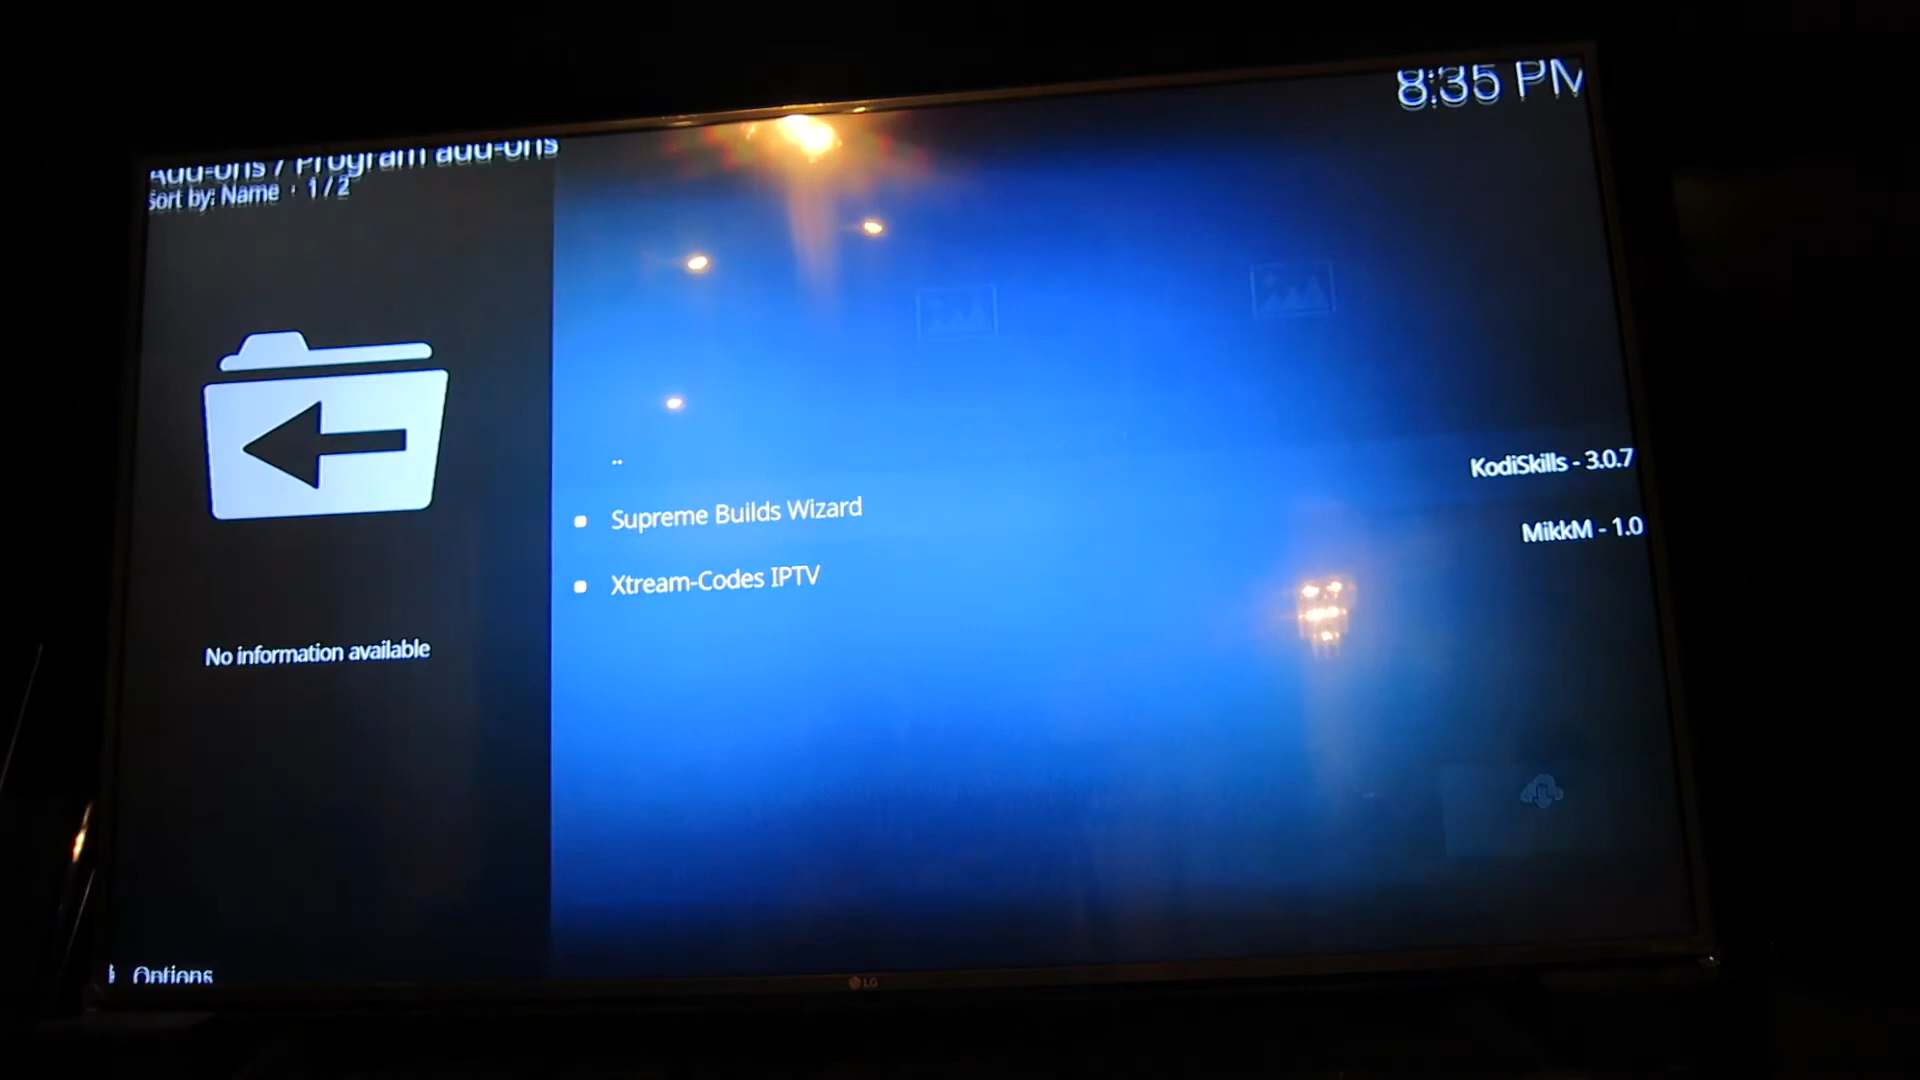 8:35 PM
Add-ons / Program add-ons
Sort by: Name · 1 / 2
..
KodiSkills - 3.0.7
Supreme Builds Wizard
MikkM - 1.0
Xtream-Codes IPTV
No information available
Options
LG